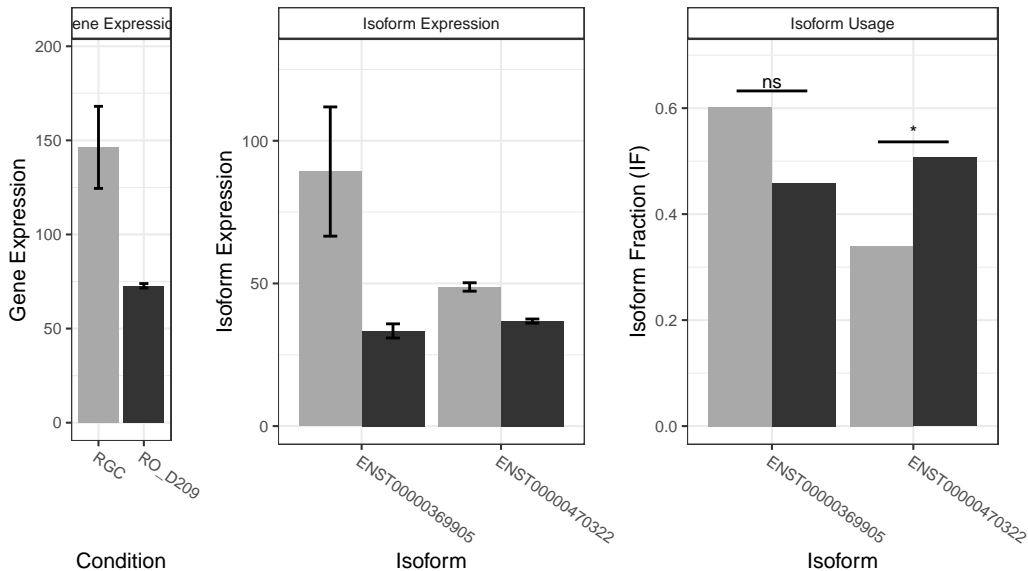 ene Expressio
Gene Expression
200
150
100
50
0
RGC
RO_D209
Condition
Isoform Expression
Isoform Expression
100
50
0
ENST00000369905
ENST00000470322
Isoform
Isoform Usage
Isoform Fraction (IF)
0.6
0.4
0.2
0.0
ns
*
ENST00000369905
ENST00000470322
Isoform